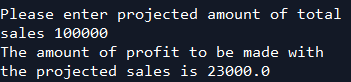 Please enter projected amount of total
sales 100000
The amount of profit to be made with
the projected sales is 23000.0